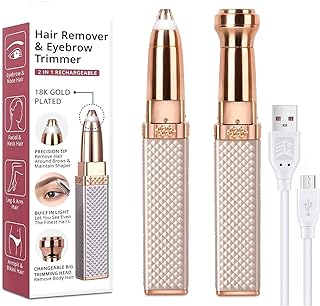 Hair Remover
& Eyebrow
Trimmer
2 IN 1 RECHARGEABLE
18K GOLD
PLATED
PRECISION TIP
Remove Hair
Around Brows &
Maintain Shaper
BUILT IN LIGHT
Let You See Even
The Finest Hairs
CHANGEABLE BIG
TRIMMING HEAD
Remove Body Hair
Eyebrow &
Nose Hair
Facial &
Neck Hair
Leg & Arm
Hair
Armpit &
Bikini Hair